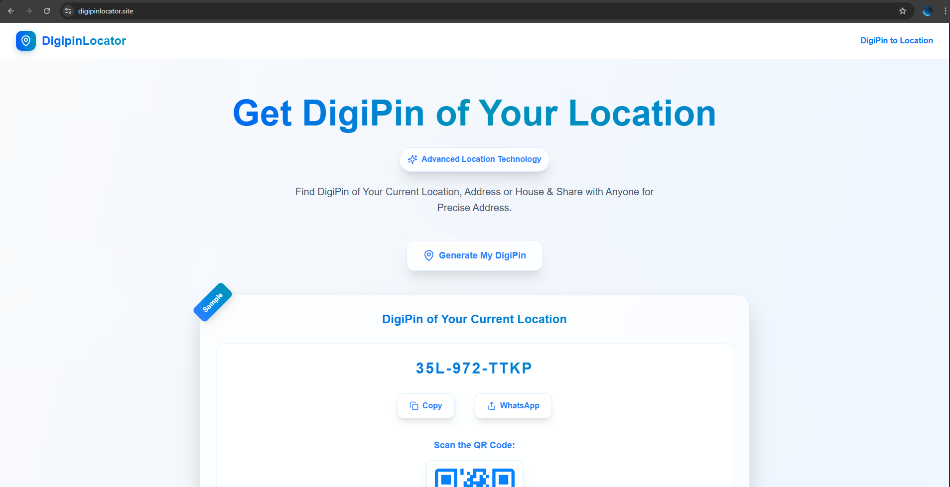 digipinlocator.site
DigipinLocator
DigiPin to Location
Get DigiPin of Your Location
Advanced Location Technology
Find DigiPin of Your Current Location, Address or House & Share with Anyone for
Precise Address.
Generate My DigiPin
Sample
DigiPin of Your Current Location
35L-972-TTKP
Copy
WhatsApp
Scan the QR Code: